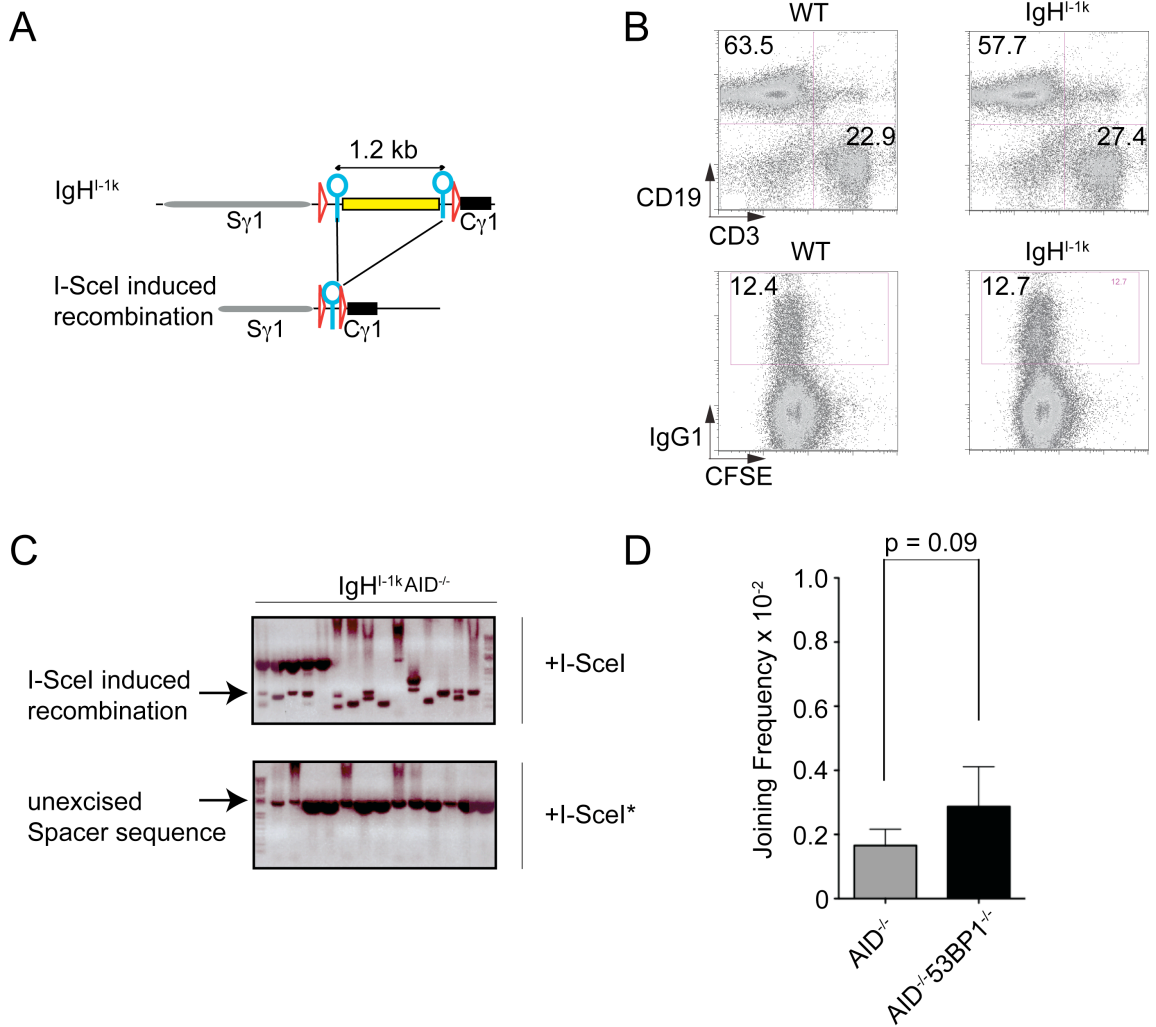 A
IgH^I-1k
1.2 kb
Sγ1
Cγ1
I-SceI induced
recombination
Sγ1
Cγ1
B
WT
IgH^I-1k
63.5
22.9
57.7
27.4
CD19
CD3
WT
IgH^I-1k
12.4
12.7
12.7
IgG1
CFSE
C
IgH^I-1k AID^-/-
I-SceI induced
recombination
+I-SceI
unexcised
Spacer sequence
+I-SceI*
D
p = 0.09
Joining Frequency x 10^-2
1.0
0.8
0.6
0.4
0.2
0
AID^-/-
AID^-/-53BP1^-/-